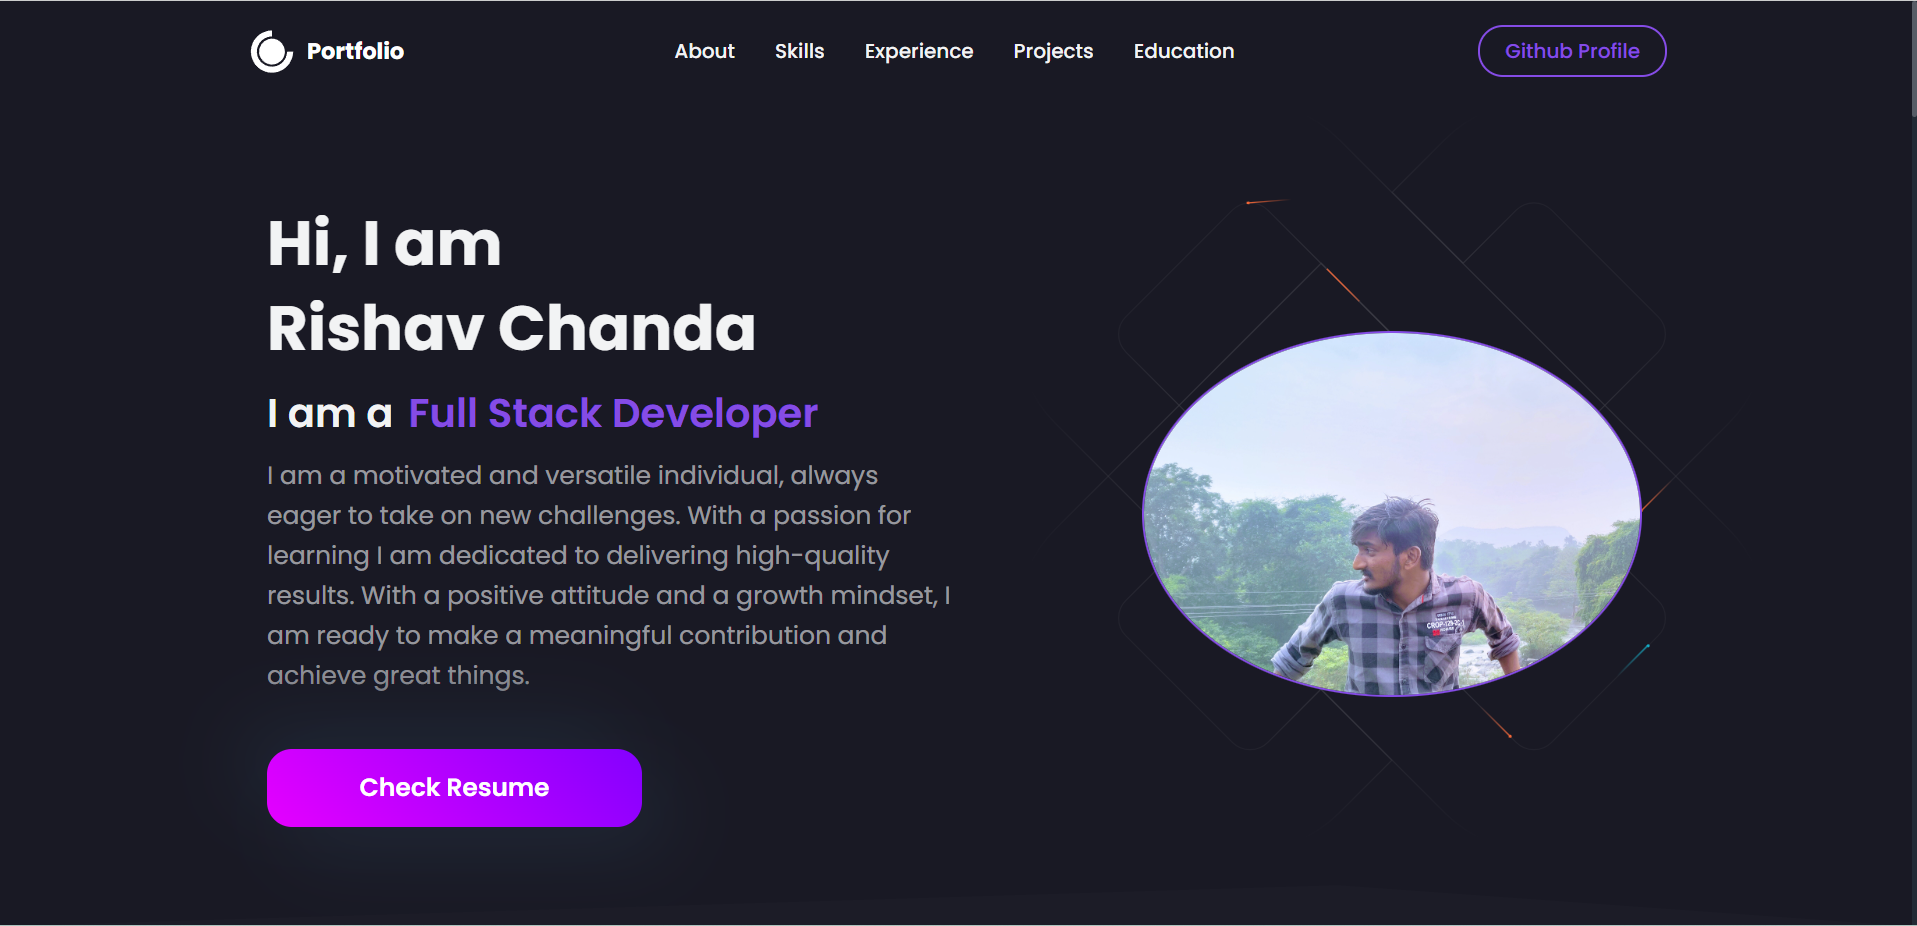 Portfolio
About
Skills
Experience
Projects
Education
Github Profile
Hi, I am
Rishav Chanda
I am a Full Stack Developer
I am a motivated and versatile individual, always
eager to take on new challenges. With a passion for
learning I am dedicated to delivering high-quality
results. With a positive attitude and a growth mindset, I
am ready to make a meaningful contribution and
achieve great things.
Check Resume